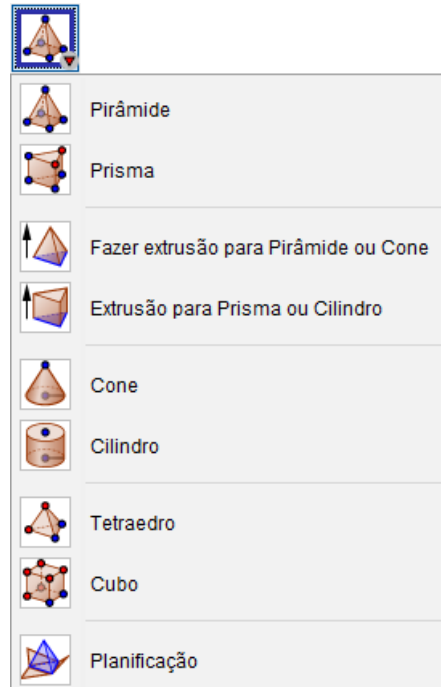 Pirâmide
Prisma
Fazer extrusão para Pirâmide ou Cone
Extrusão para Prisma ou Cilindro
Cone
Cilindro
Tetraedro
Cubo
Planificação